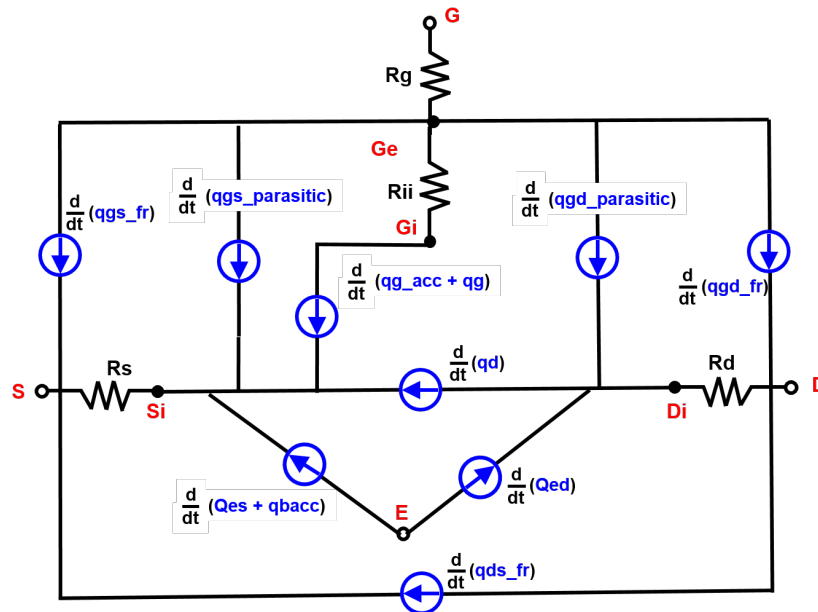 G
Rg
Ge
Rii
Gi
d/dt (qgs_fr)
d/dt (qgs_parasitic)
d/dt (qg_acc + qg)
d/dt (qgd_parasitic)
d/dt (qgd_fr)
S
Rs
Si
d/dt (qd)
Di
Rd
D
d/dt (Qes + qbacc)
E
d/dt (Qed)
d/dt (qds_fr)